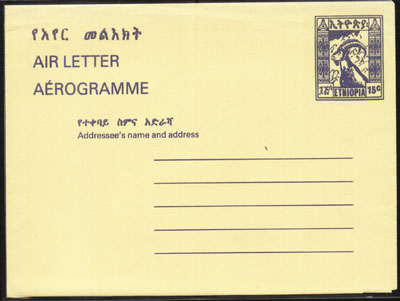 የአየር መልእክት
AIR LETTER
AÉROGRAMME
ኢትዮጵያ
ETHIOPIA 15c
የተቀባይ ስምና አድራሻ
Addressee's name and address